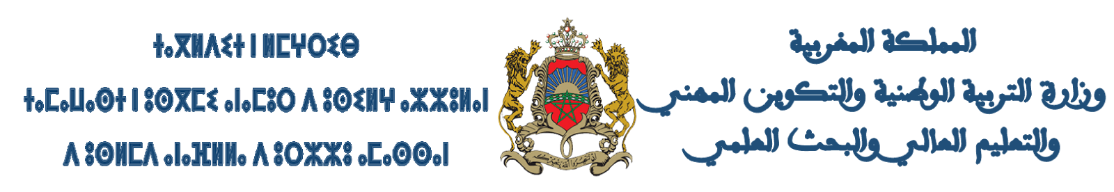 المملكة المغربية
وزارة التربية الوطنية والتكوين المهني
والتعليم العالي والبحث العلمي
ⵜⴰⴳⵍⴷⵉⵜ ⵏ ⵍⵎⵖⵔⵉⴱ
ⵜⴰⵎⴰⵡⴰⵙⵜ ⵏ ⵓⵙⴳⵎⵉ ⴰⵏⴰⵎⵓⵔ ⴷ ⵓⵙⵉⵍⵖ ⴰⵣⵣⵓⵍⴰⵏ
ⴷ ⵓⵙⵍⵎⴷ ⴰⵏⴰⴼⵍⵍⴰ ⴷ ⵓⵔⵣⵣⵓ ⴰⵎⴰⵙⵙⴰⵏ